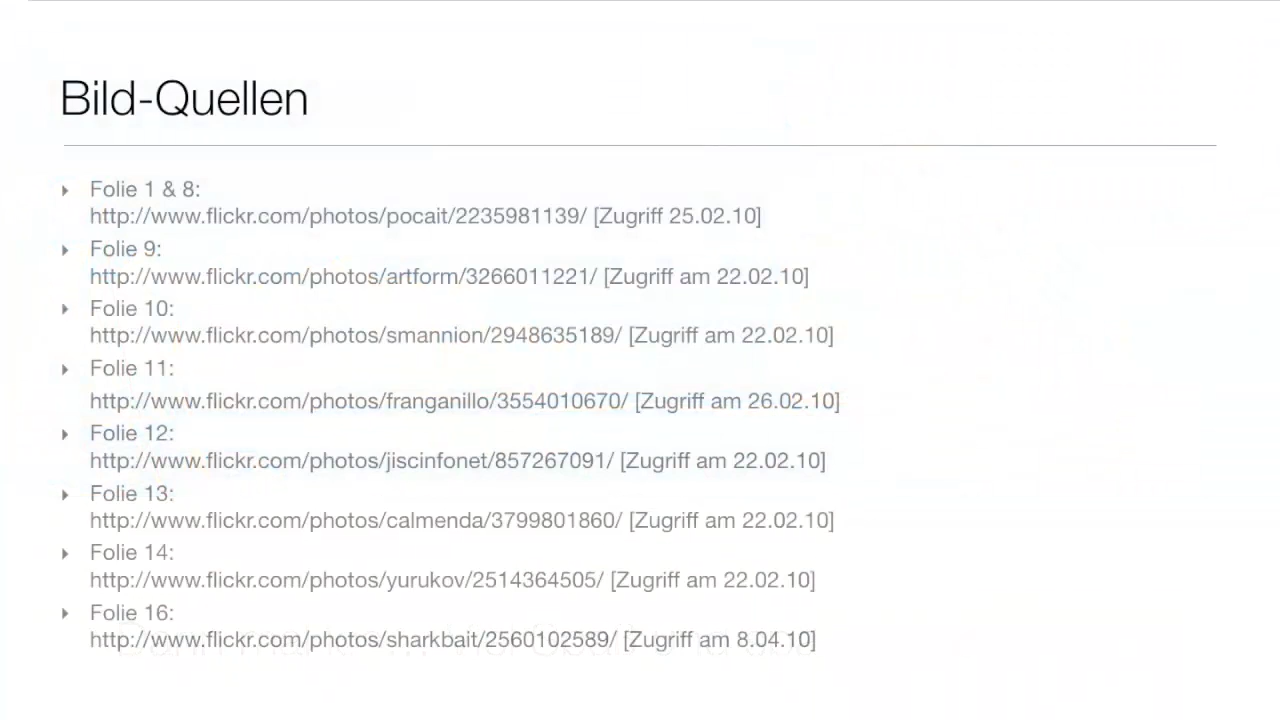 Bild-Quellen
Folie 1 & 8:
http://www.flickr.com/photos/pocait/2235981139/ [Zugriff 25.02.10]
Folie 9:
http://www.flickr.com/photos/artform/3266011221/ [Zugriff am 22.02.10]
Folie 10:
http://www.flickr.com/photos/smannion/2948635189/ [Zugriff am 22.02.10]
Folie 11:
http://www.flickr.com/photos/franganillo/3554010670/ [Zugriff am 26.02.10]
Folie 12:
http://www.flickr.com/photos/jiscinfonet/857267091/ [Zugriff am 22.02.10]
Folie 13:
http://www.flickr.com/photos/calmenda/3799801860/ [Zugriff am 22.02.10]
Folie 14:
http://www.flickr.com/photos/yurukov/2514364505/ [Zugriff am 22.02.10]
Folie 16:
http://www.flickr.com/photos/sharkbait/2560102589/ [Zugriff am 8.04.10]